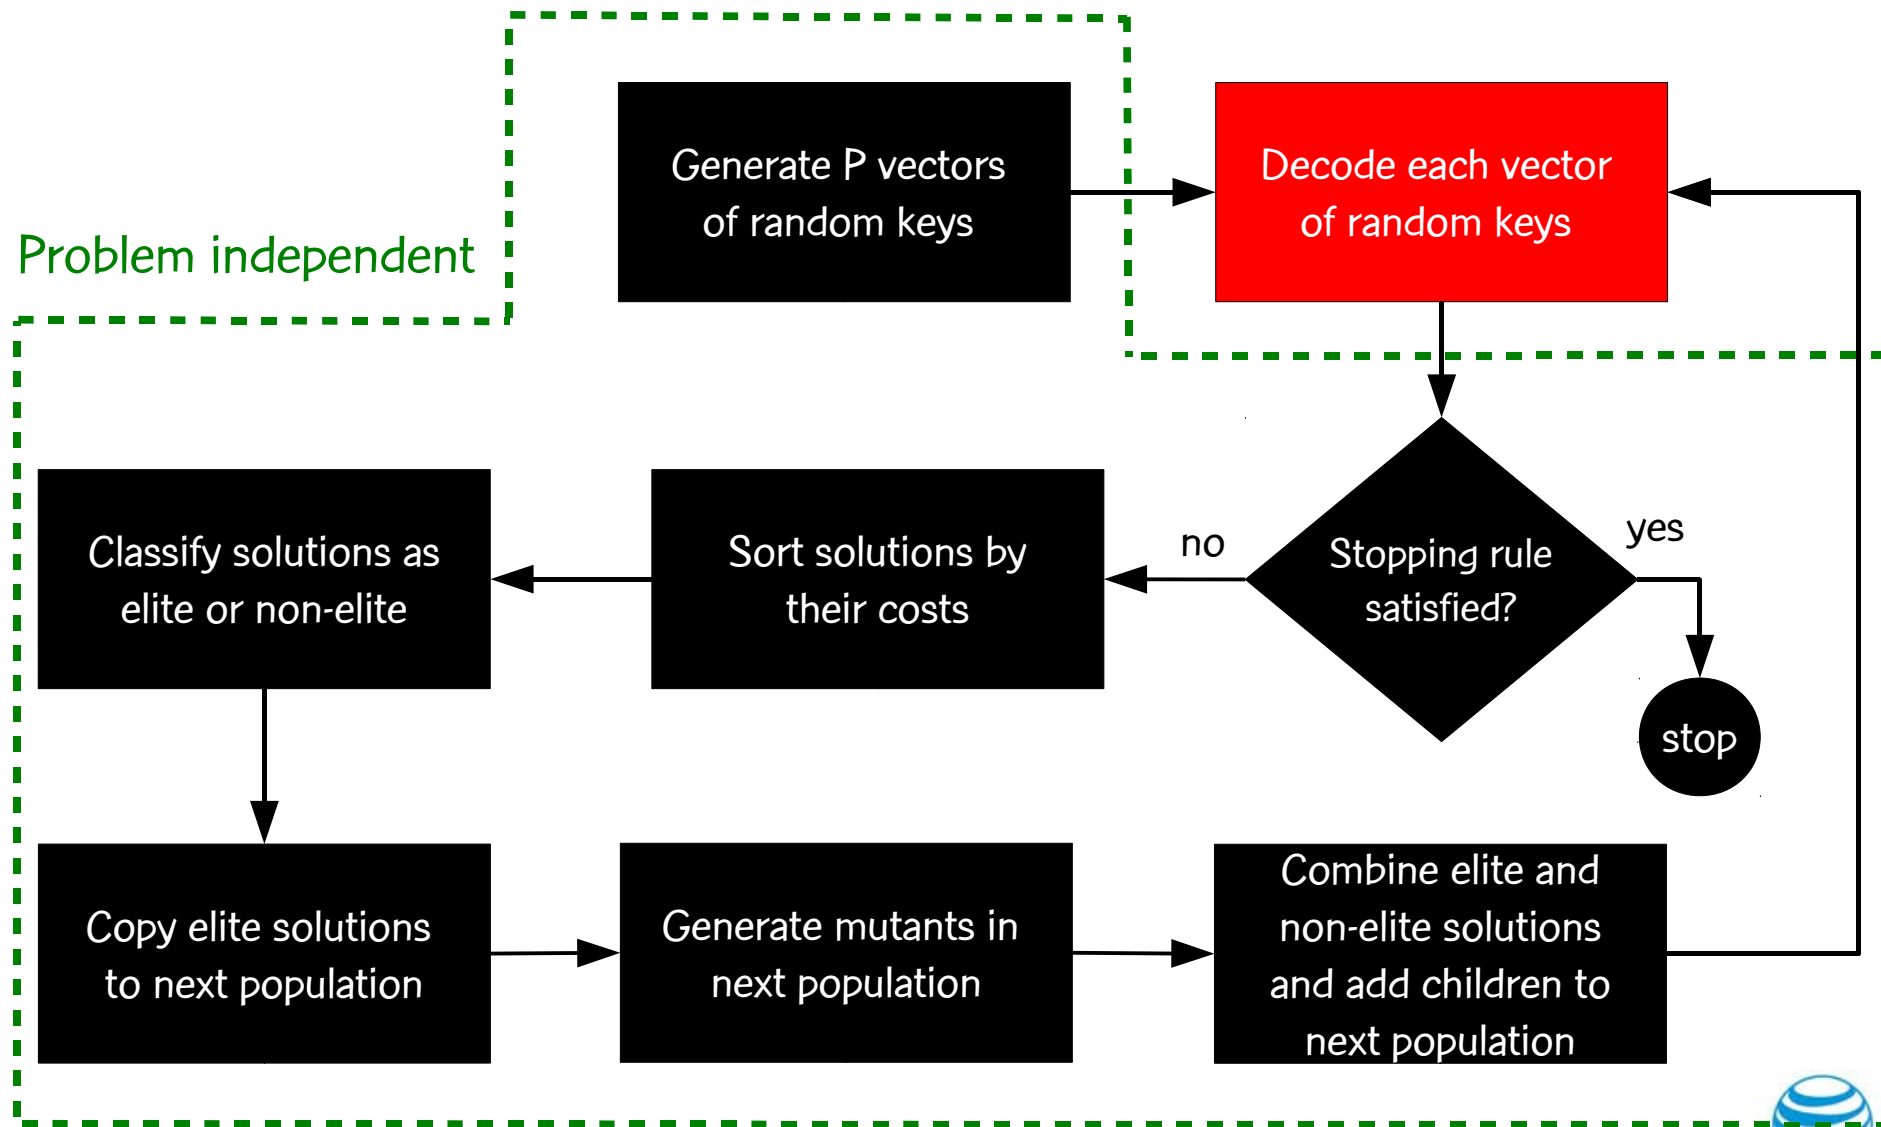 Problem independent
Generate P vectors
of random keys
Decode each vector
of random keys
Classify solutions as
elite or non-elite
Sort solutions by
their costs
no
Stopping rule
satisfied?
yes
stop
Copy elite solutions
to next population
Generate mutants in
next population
Combine elite and
non-elite solutions
and add children to
next population